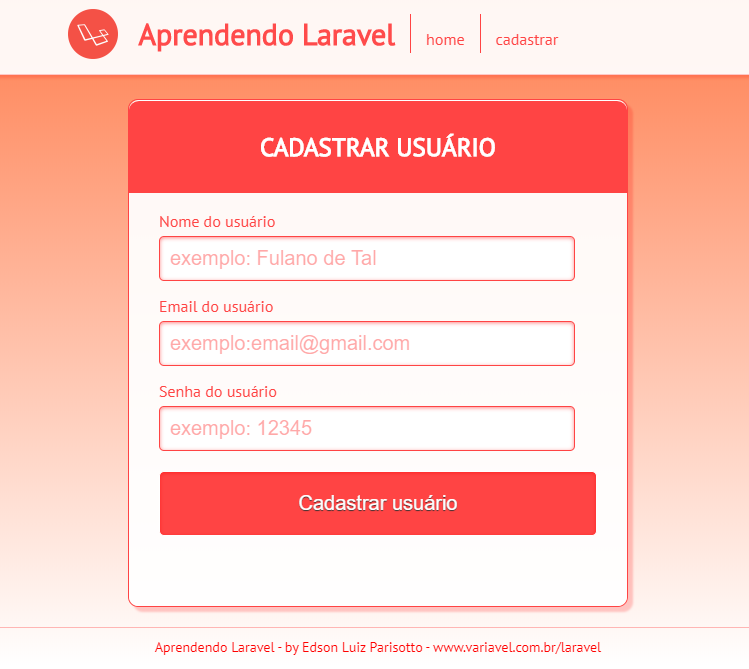 Aprendendo Laravel home cadastrar
CADASTRAR USUÁRIO
Nome do usuário
exemplo: Fulano de Tal
Email do usuário
exemplo:email@gmail.com
Senha do usuário
exemplo: 12345
Cadastrar usuário
Aprendendo Laravel - by Edson Luiz Parisotto - www.variavel.com.br/laravel